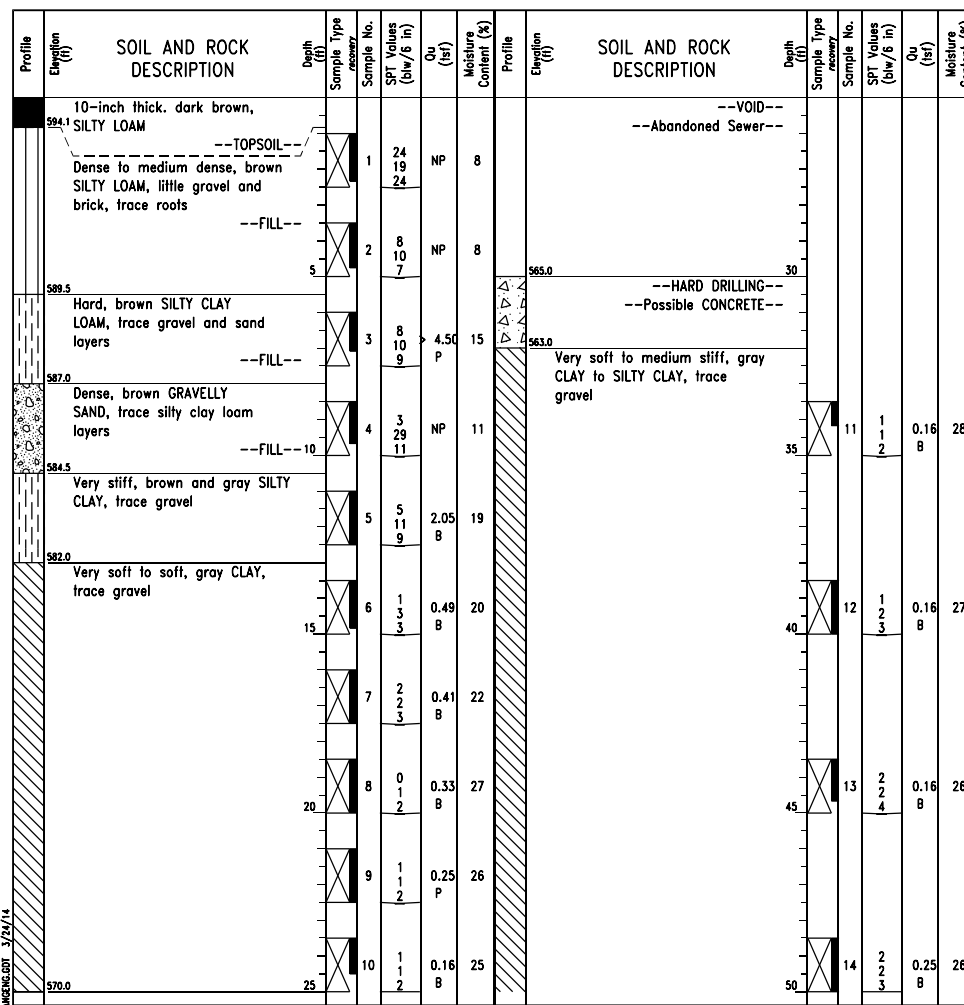 Profile
Elevation (ft)
SOIL AND ROCK
DESCRIPTION
Depth (ft)
Sample Type
recovery
Sample No.
SPT Values (blw/6 in)
Qu (tsf)
Moisture Content (%)
10-inch thick. dark brown,
594.1 SILTY LOAM
--TOPSOIL--
Dense to medium dense, brown
SILTY LOAM, little gravel and
brick, trace roots
--FILL--
1 24 19 24 NP 8
2 8 10 7 NP 8
5
589.5
Hard, brown SILTY CLAY
LOAM, trace gravel and sand
layers
--FILL--
3 8 10 9 > 4.50 P 15
587.0
Dense, brown GRAVELLY
SAND, trace silty clay loam
layers
--FILL-- 10
4 3 29 11 NP 11
584.5
Very stiff, brown and gray SILTY
CLAY, trace gravel
5 5 11 9 2.05 B 19
582.0
Very soft to soft, gray CLAY,
trace gravel
6 1 3 3 0.49 B 20
15
7 2 2 3 0.41 B 22
8 0 1 2 0.33 B 27
20
9 1 1 2 0.25 P 26
10 1 1 2 0.16 B 25
570.0 25
Profile
Elevation (ft)
SOIL AND ROCK
DESCRIPTION
Depth (ft)
Sample Type
recovery
Sample No.
SPT Values (blw/6 in)
Qu (tsf)
Moisture
--VOID--
--Abandoned Sewer--
565.0 30
--HARD DRILLING--
--Possible CONCRETE--
563.0
Very soft to medium stiff, gray
CLAY to SILTY CLAY, trace
gravel
11 1 1 2 0.16 B 28
35
12 1 2 3 0.16 B 27
40
13 2 2 4 0.16 B 26
45
14 2 2 3 0.25 B 26
50
3/24/14